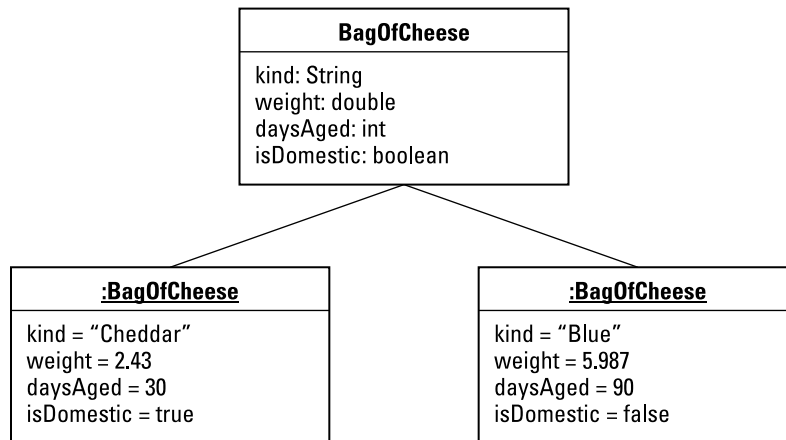 BagOfCheese
kind: String
weight: double
daysAged: int
isDomestic: boolean
:BagOfCheese
kind = “Cheddar”
weight = 2.43
daysAged = 30
isDomestic = true
:BagOfCheese
kind = “Blue”
weight = 5.987
daysAged = 90
isDomestic = false